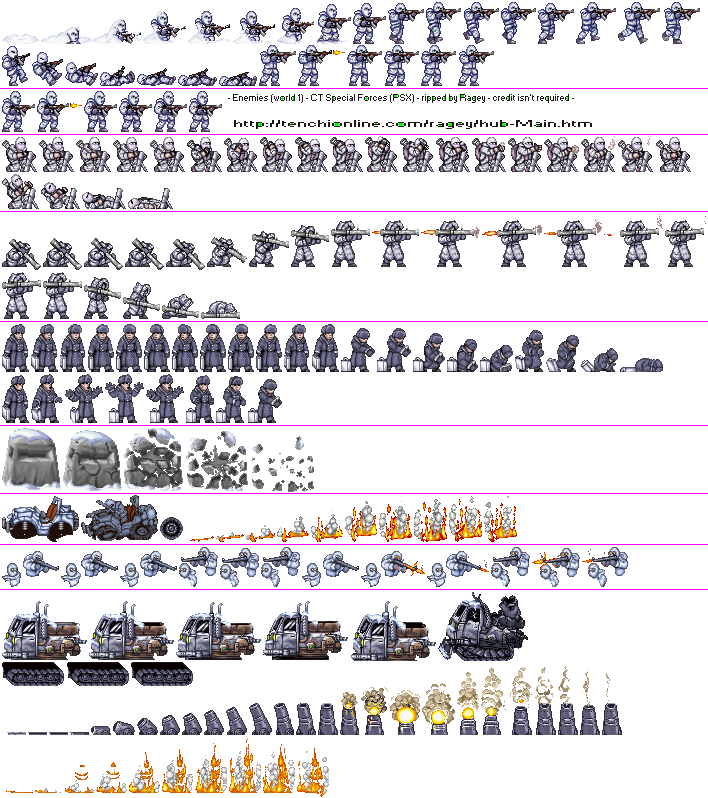 - Enemies (world 1) - CT Special Forces (PSX) - ripped by Ragey - credit isn't required -
http://tenchionline.com/ragey/hub-Main.htm